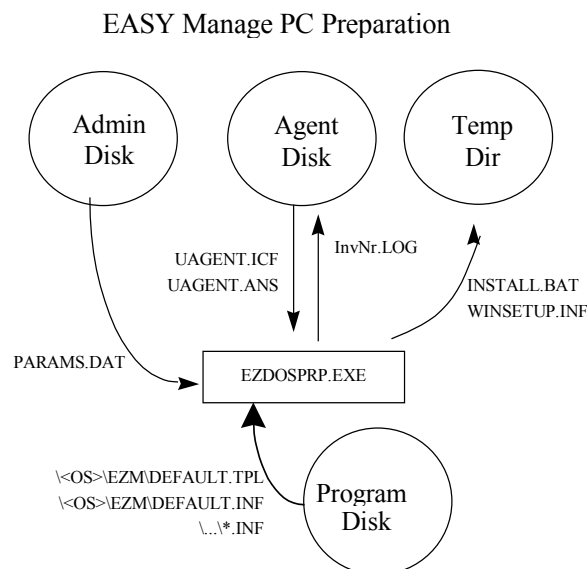 EASY Manage PC Preparation
Admin
Disk
Agent
Disk
Temp
Dir
UAGENT.ICF
UAGENT.ANS
InvNr.LOG
INSTALL.BAT
WINSETUP.INF
PARAMS.DAT
EZDOSPRP.EXE
\<OS>\EZM\DEFAULT.TPL
\<OS>\EZM\DEFAULT.INF
\...\*.INF
Program
Disk